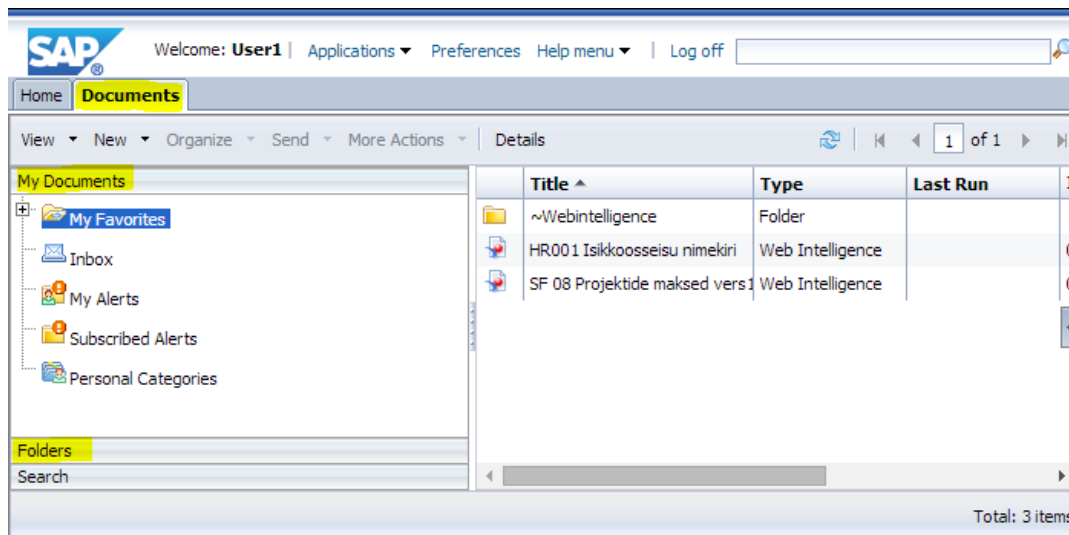 SAP ®
Welcome: User1 | Applications Preferences Help menu | Log off
Home Documents
View New Organize Send More Actions Details 1 of 1
My Documents
Title Type Last Run
My Favorites
~Webintelligence Folder
Inbox
HR001 Isikkoosseisu nimekiri Web Intelligence
My Alerts
SF 08 Projektide maksed vers1 Web Intelligence
Subscribed Alerts
Personal Categories
Folders
Search
Total: 3 items